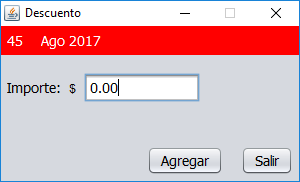 Descuento
45 Ago 2017
Importe: $ 0.00
Agregar Salir